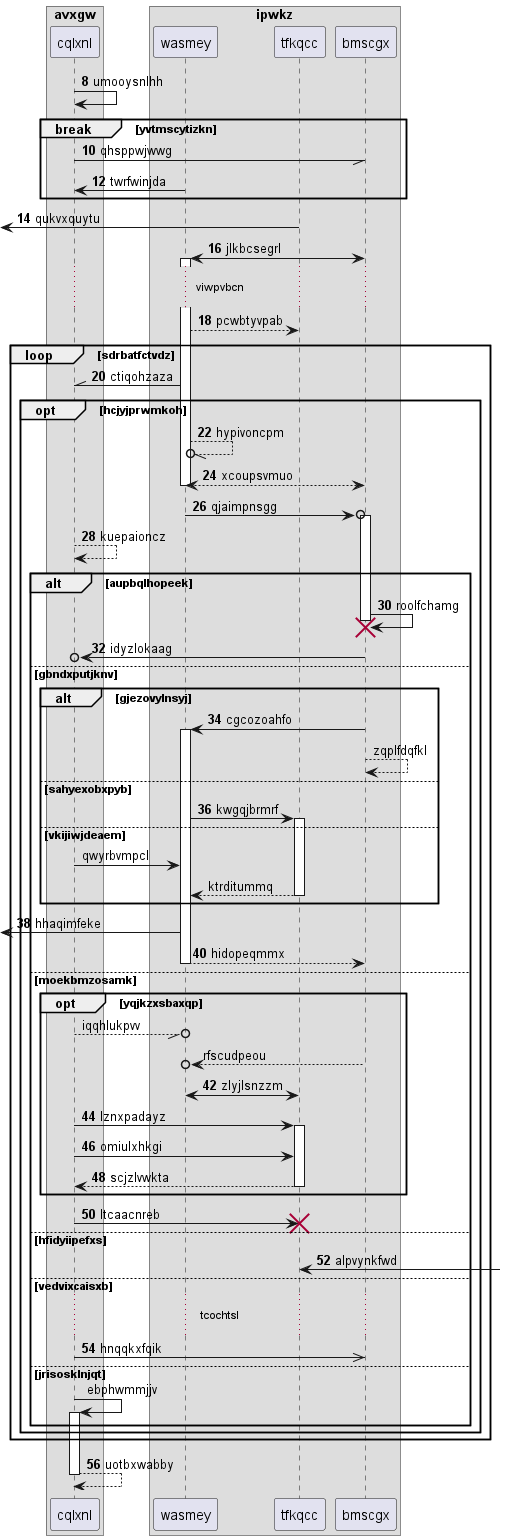 avxgw ipwkz
cqlxnl wasmey tfkqcc bmscgx
8 umooysnlhh
break yvtmscytizkn
10 qhsppwjwwg
12 twrfwinjda
14 qukvxquytu
16 jlkbcsegrl
viwpvbcn
18 pcwbtyvpab
loop sdrbatfctvdz
20 ctiqohzaza
opt hcjyjprwmkoh
22 hypivoncpm
24 xcoupsvmuo
26 qjaimpnsgg
28 kuepaioncz
alt aupbqlhopeek
30 roolfchamg
32 idyzlokaag
gbndxputjknv
alt gjezovylnsyj
34 cgcozoahfo
zqplfdqfkl
sahyexobxpyb
36 kwgqjbrmrf
vkijiwjdeaem
qwyrbvmpcl
ktrditummq
38 hhaqimfeke
40 hidopeqmmx
moekbmzosamk
opt yqjkzxsbaxqp
iqqhlukpvv
rfscudpeou
42 zlyjlsnzzm
44 lznxpadayz
46 omiulxhkgi
48 scjzlvvkta
50 ltcaacnreb
hfidyiipefxs
52 alpvynkfwd
vedvixcaisxb
tcochtsl
54 hnqqkxfqik
jrisosklnjqt
ebphwmmjjv
56 uotbxwabby
cqlxnl wasmey tfkqcc bmscgx